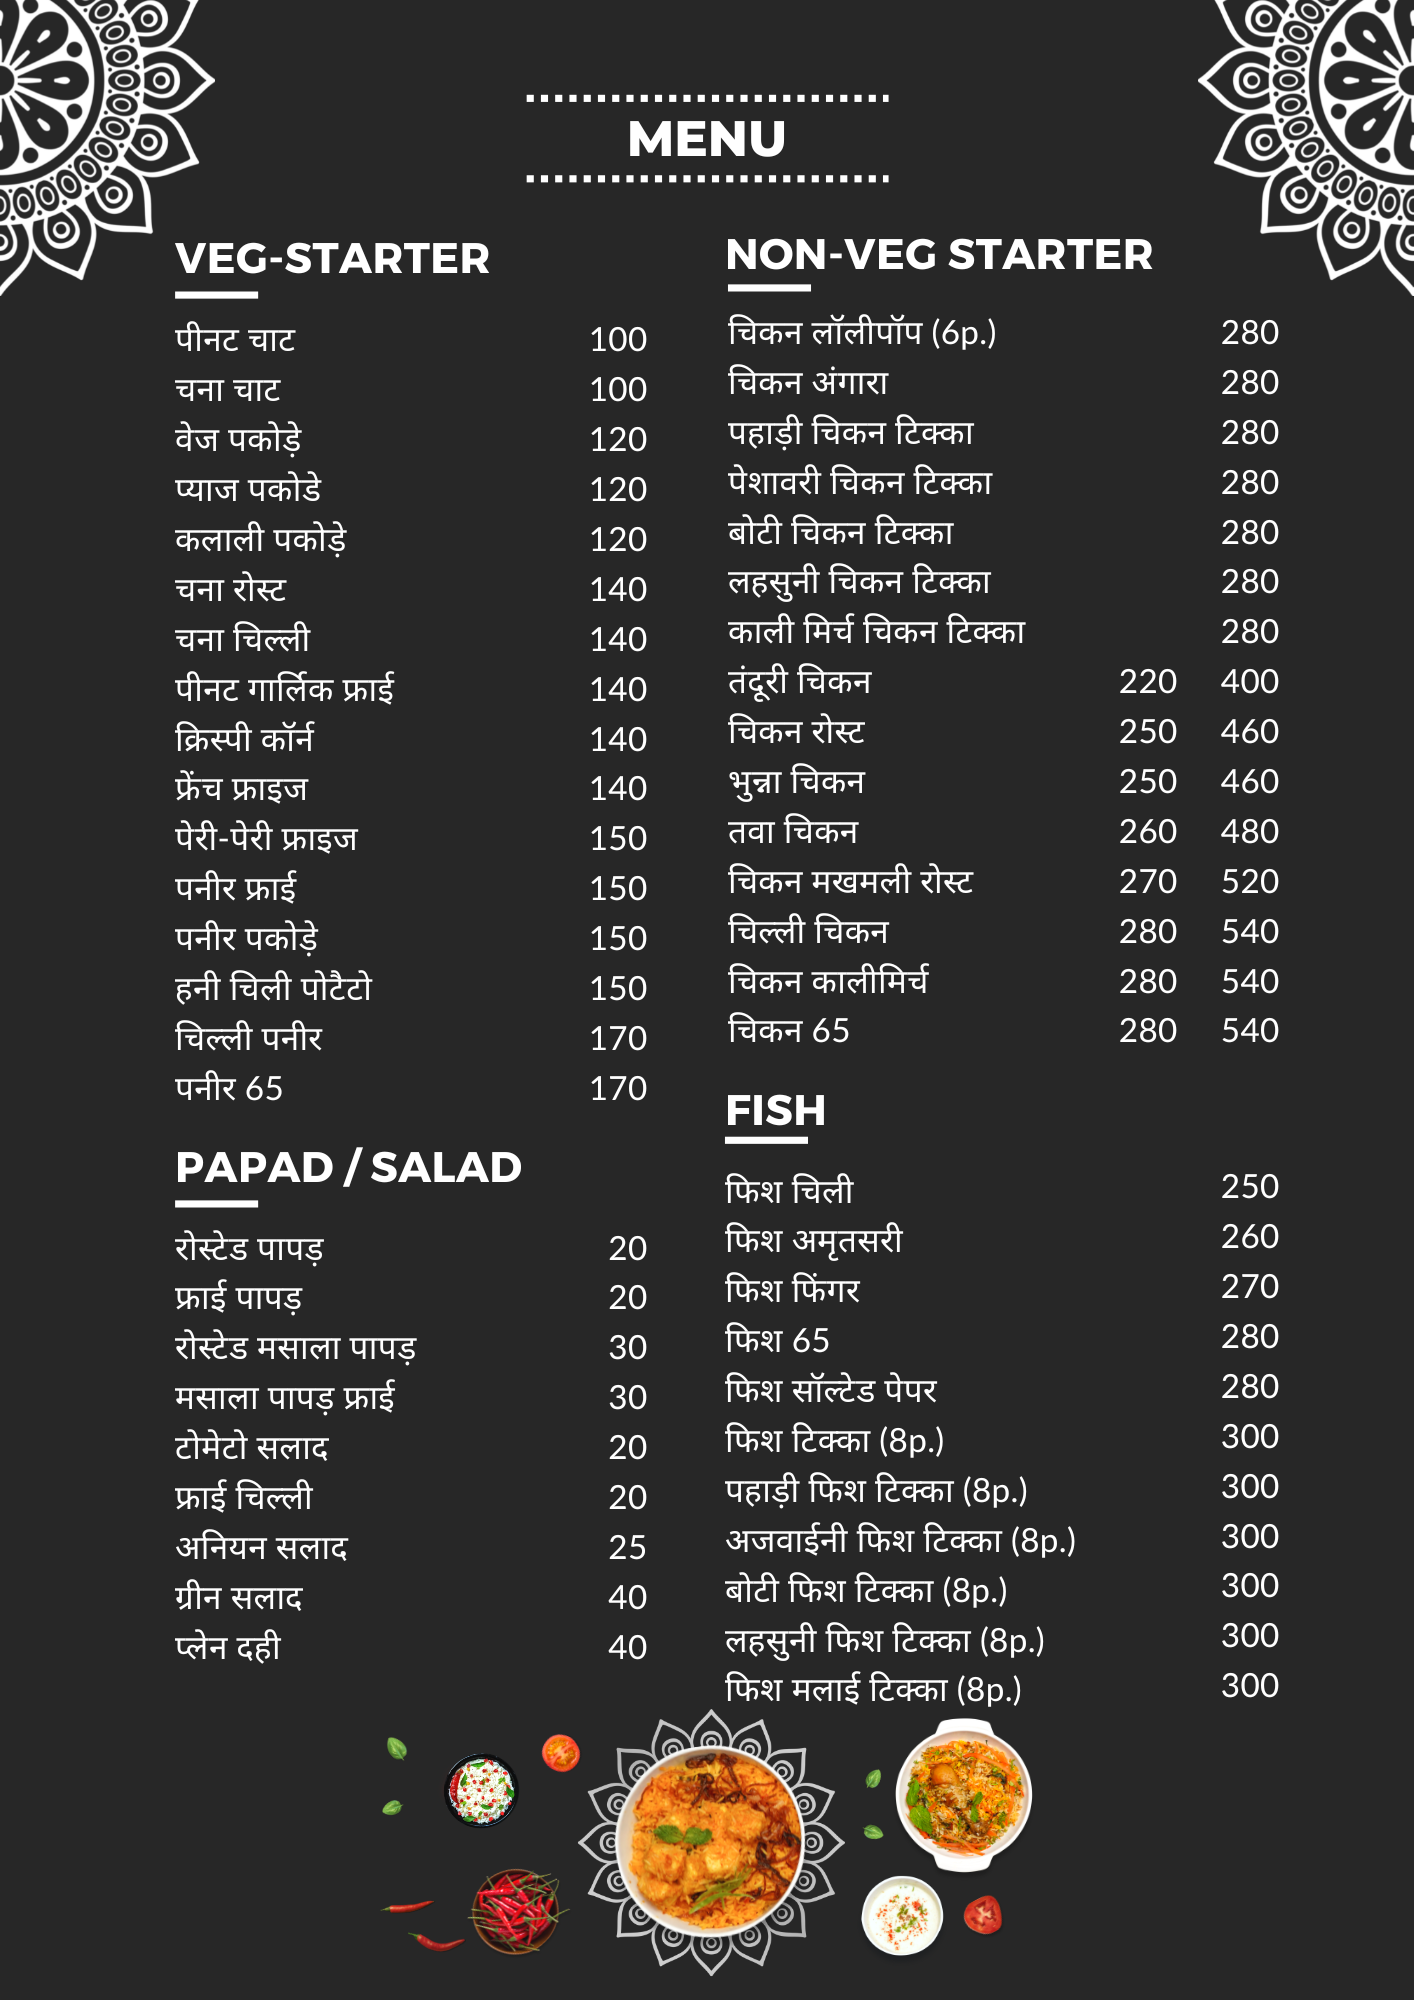 MENU
VEG-STARTER
पीनट चाट 100
चना चाट 100
वेज पकोड़े 120
प्याज पकोडे 120
कलाली पकोड़े 120
चना रोस्ट 140
चना चिल्ली 140
पीनट गार्लिक फ्राई 140
क्रिस्पी कॉर्न 140
फ्रेंच फ्राइज 140
पेरी-पेरी फ्राइज 150
पनीर फ्राई 150
पनीर पकोड़े 150
हनी चिली पोटैटो 150
चिल्ली पनीर 170
पनीर 65 170
PAPAD / SALAD
रोस्टेड पापड़ 20
फ्राई पापड़ 20
रोस्टेड मसाला पापड़ 30
मसाला पापड़ फ्राई 30
टोमेटो सलाद 20
फ्राई चिल्ली 20
अनियन सलाद 25
ग्रीन सलाद 40
प्लेन दही 40
NON-VEG STARTER
चिकन लॉलीपॉप (6p.) 280
चिकन अंगारा 280
पहाड़ी चिकन टिक्का 280
पेशावरी चिकन टिक्का 280
बोटी चिकन टिक्का 280
लहसुनी चिकन टिक्का 280
काली मिर्च चिकन टिक्का 280
तंदूरी चिकन 220 400
चिकन रोस्ट 250 460
भुन्ना चिकन 250 460
तवा चिकन 260 480
चिकन मखमली रोस्ट 270 520
चिल्ली चिकन 280 540
चिकन कालीमिर्च 280 540
चिकन 65 280 540
FISH
फिश चिली 250
फिश अमृतसरी 260
फिश फिंगर 270
फिश 65 280
फिश सॉल्टेड पेपर 280
फिश टिक्का (8p.) 300
पहाड़ी फिश टिक्का (8p.) 300
अजवाईनी फिश टिक्का (8p.) 300
बोटी फिश टिक्का (8p.) 300
लहसुनी फिश टिक्का (8p.) 300
फिश मलाई टिक्का (8p.) 300